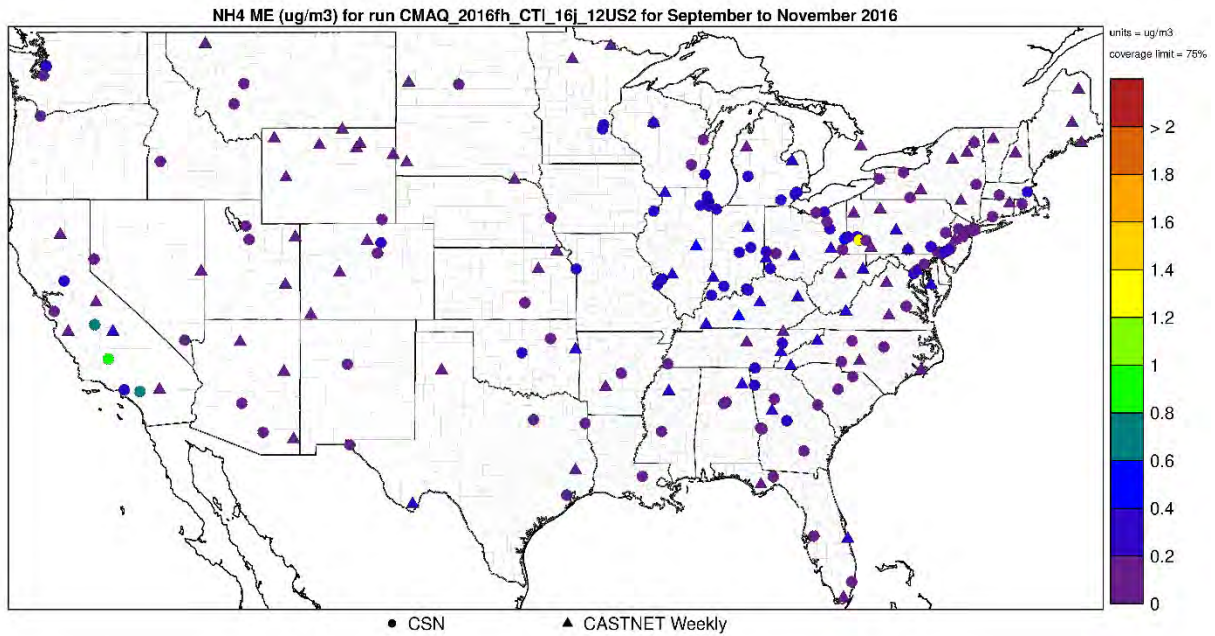 NH4 ME (ug/m3) for run CMAQ_2016fh_CTI_16j_12US2 for September to November 2016
units = ug/m3
coverage limit = 75%
> 2
1.8
1.6
1.4
1.2
1
0.8
0.6
0.4
0.2
0
CSN
CASTNET Weekly